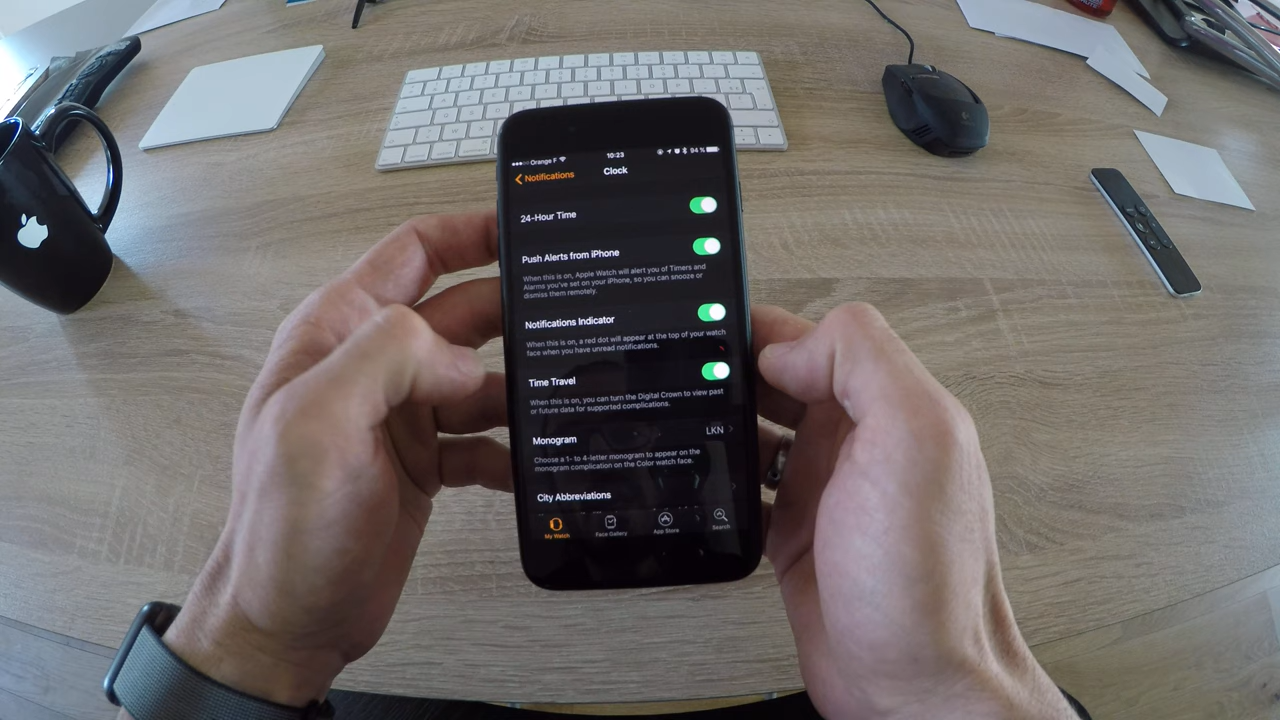 Orange F 10:23 94 %
Notifications Clock
24-Hour Time
Push Alerts from iPhone
When this is on, Apple Watch will alert you of Timers and
Alarms you've set on your iPhone, so you can snooze or
dismiss them remotely.
Notifications Indicator
When this is on, a red dot will appear at the top of your watch
face when you have unread notifications.
Time Travel
When this is on, you can turn the Digital Crown to view past
or future data for supported complications.
Monogram LKN
Choose a 1- to 4-letter monogram to appear on the
monogram complication on the Color watch face.
City Abbreviations
My Watch Face Gallery App Store Search